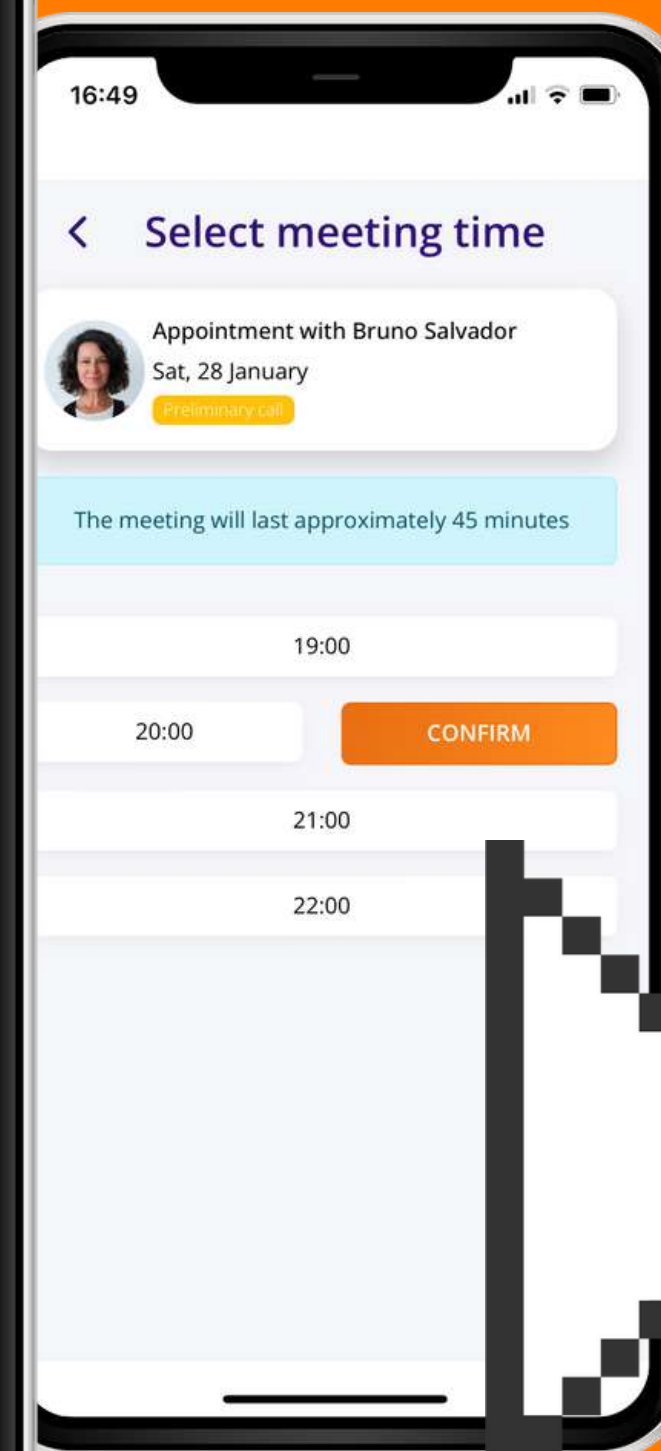 16:49
Select meeting time
Appointment with Bruno Salvador
Sat, 28 January
Preliminary call
The meeting will last approximately 45 minutes
19:00
20:00
CONFIRM
21:00
22:00